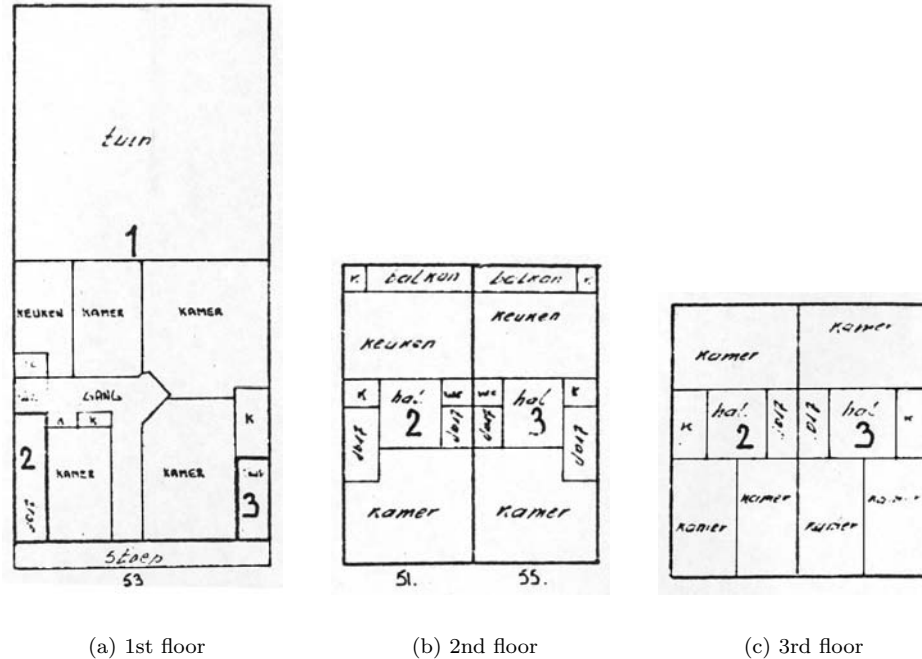 tuin
1
KEUKEN KAMER KAMER
GANG
K K K
2 KAMER KAMER
3
stoep
53
balkon balkon
keuken keuken
K hal wc wc hal K
2 3
kamer kamer
51. 55.
kamer kamer
K hal hal K
2 3
kamer kamer kamer kamer
(a) 1st floor (b) 2nd floor (c) 3rd floor